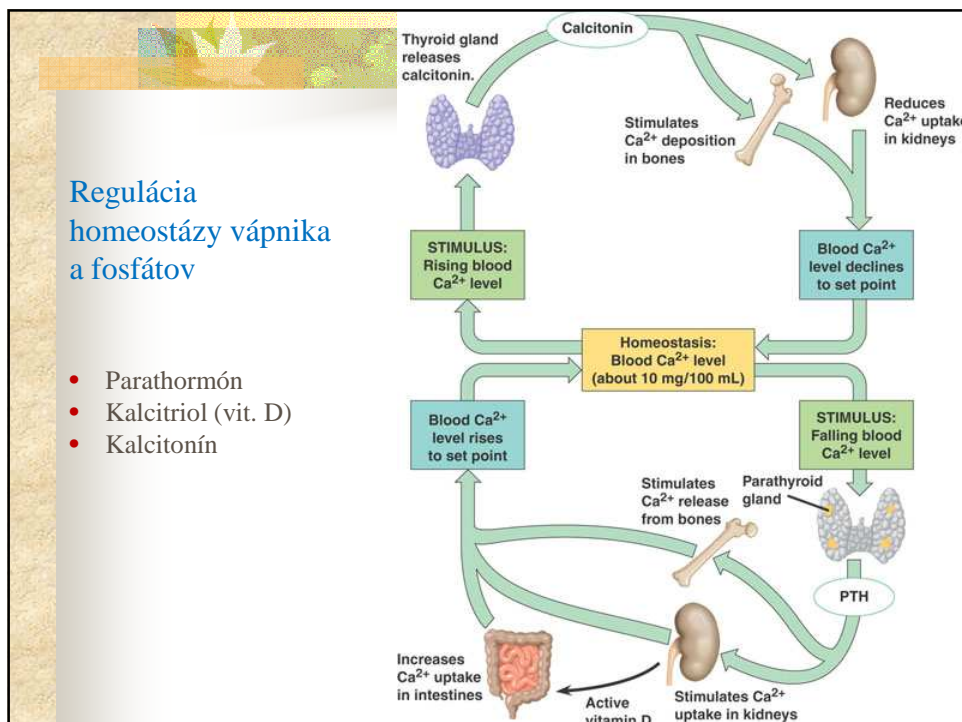 Regulácia
homeostázy vápnika
a fosfátov
• Parathormón
• Kalcitriol (vit. D)
• Kalcitonín
Calcitonin
Thyroid gland
releases
calcitonin.
Stimulates
Ca²⁺ deposition
in bones
Reduces
Ca²⁺ uptake
in kidneys
STIMULUS:
Rising blood
Ca²⁺ level
Blood Ca²⁺
level declines
to set point
Homeostasis:
Blood Ca²⁺ level
(about 10 mg/100 mL)
Blood Ca²⁺
level rises
to set point
STIMULUS:
Falling blood
Ca²⁺ level
Stimulates
Ca²⁺ release
from bones
Parathyroid
gland
PTH
Increases
Ca²⁺ uptake
in intestines
Active
vitamin D
Stimulates Ca²⁺
uptake in kidneys